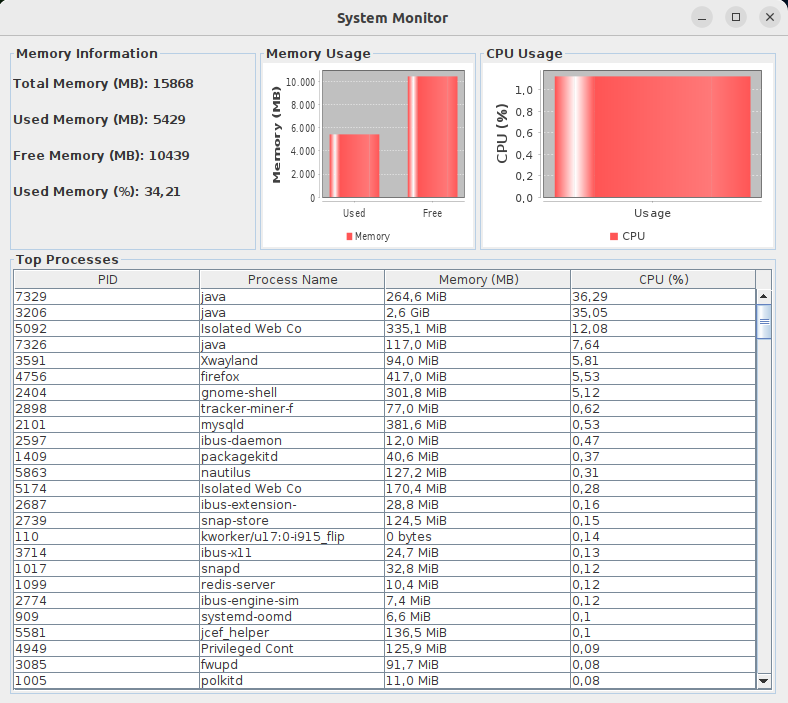 System Monitor
Memory Information
Total Memory (MB): 15868
Used Memory (MB): 5429
Free Memory (MB): 10439
Used Memory (%): 34,21
Memory Usage
Memory (MB)
10.000
8.000
6.000
4.000
2.000
0
Used Free
Memory
CPU Usage
CPU (%)
1,0
0,8
0,6
0,4
0,2
0,0
Usage
CPU
Top Processes
PID Process Name Memory (MB) CPU (%)
7329 java 264,6 MiB 36,29
3206 java 2,6 GiB 35,05
5092 Isolated Web Co 335,1 MiB 12,08
7326 java 117,0 MiB 7,64
3591 Xwayland 94,0 MiB 5,81
4756 firefox 417,0 MiB 5,53
2404 gnome-shell 301,8 MiB 5,12
2898 tracker-miner-f 77,0 MiB 0,62
2101 mysqld 381,6 MiB 0,53
2597 ibus-daemon 12,0 MiB 0,47
1409 packagekitd 40,6 MiB 0,37
5863 nautilus 127,2 MiB 0,31
5174 Isolated Web Co 170,4 MiB 0,28
2687 ibus-extension- 28,8 MiB 0,16
2739 snap-store 124,5 MiB 0,15
110 kworker/u17:0-i915_flip 0 bytes 0,14
3714 ibus-x11 24,7 MiB 0,13
1017 snapd 32,8 MiB 0,12
1099 redis-server 10,4 MiB 0,12
2774 ibus-engine-sim 7,4 MiB 0,12
909 systemd-oomd 6,6 MiB 0,1
5581 jcef_helper 136,5 MiB 0,1
4949 Privileged Cont 125,9 MiB 0,09
3085 fwupd 91,7 MiB 0,08
1005 polkitd 11,0 MiB 0,08